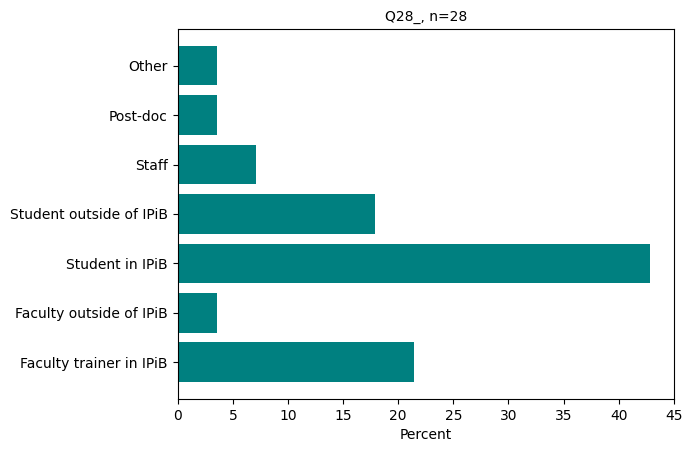 Q28_, n=28
Other
Post-doc
Staff
Student outside of IPiB
Student in IPiB
Faculty outside of IPiB
Faculty trainer in IPiB
0 5 10 15 20 25 30 35 40 45
Percent